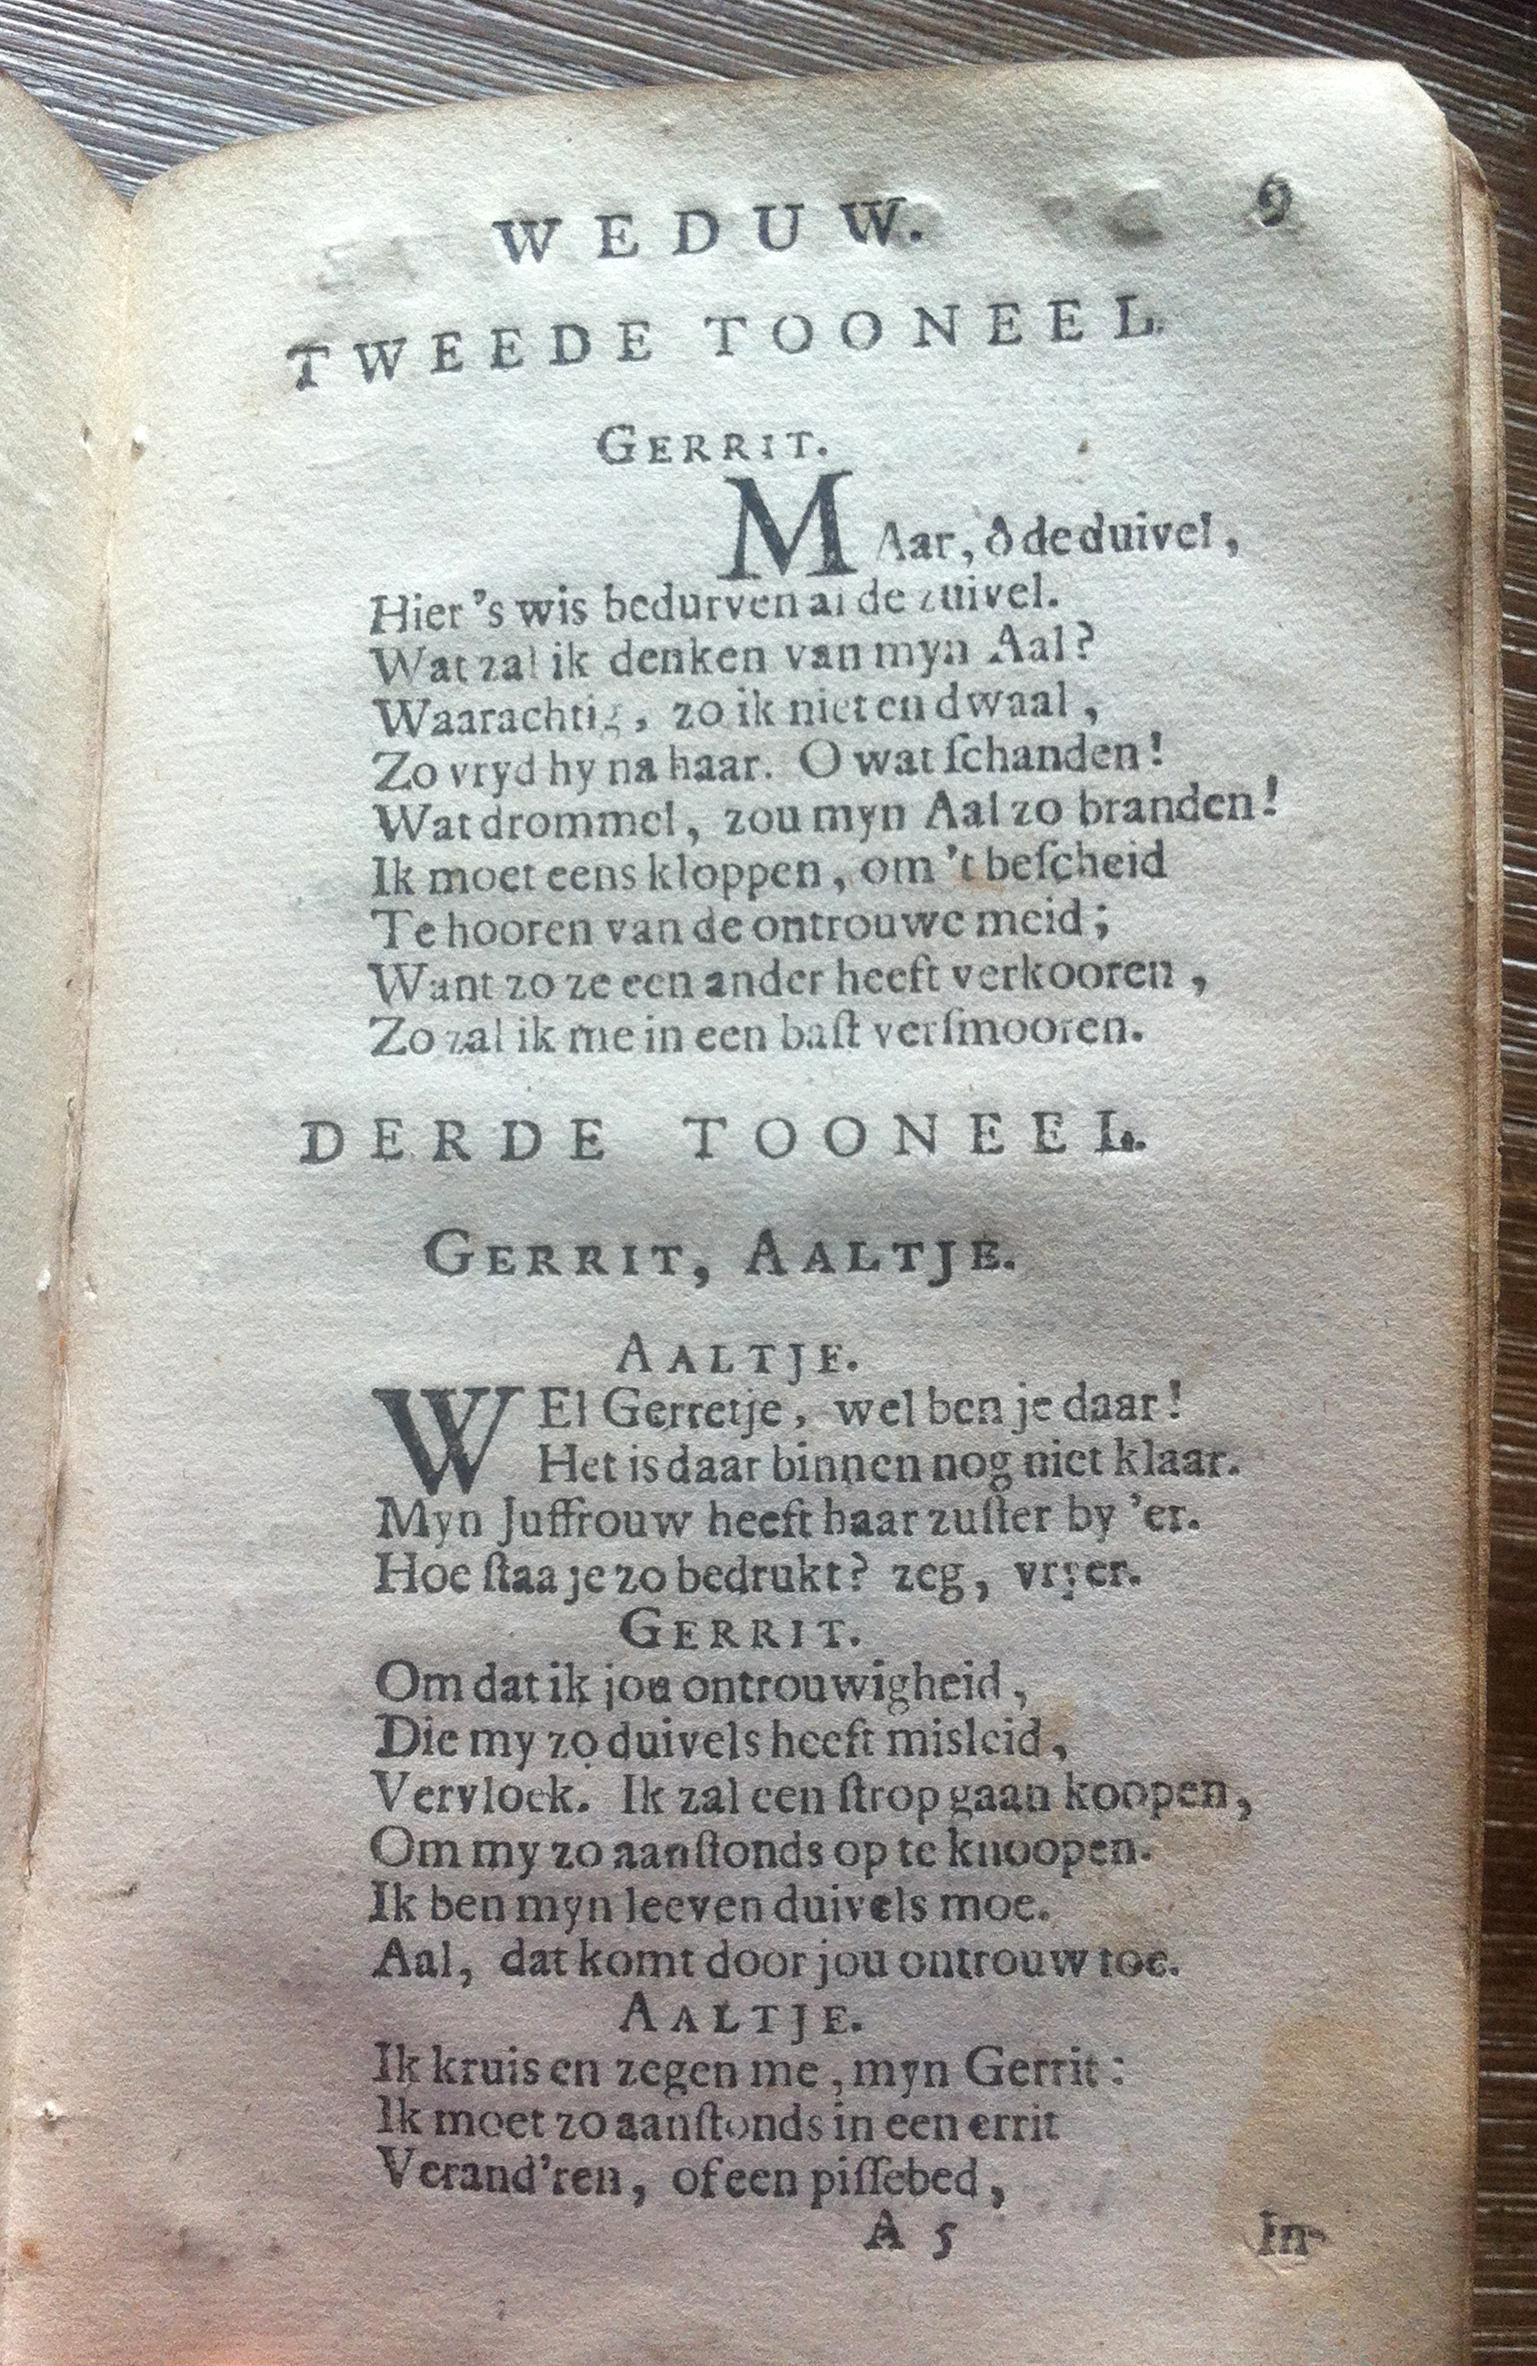 WEDUW. 9
TWEEDE TOONEEL.
GERRIT.
MAar, ô de duivel,
Hier 's wis bedurven al de zuivel.
Wat zal ik denken van myn Aal?
Waarachtig, zo ik niet en dwaal,
Zo vryd hy na haar. O wat ſchanden!
Wat drommel, zou myn Aal zo branden!
Ik moet eens kloppen, om 't beſcheid
Te hooren van de ontrouwe meid;
Want zo ze een ander heeft verkooren,
Zo zal ik me in een baſt verſmooren.
DERDE TOONEEL.
GERRIT, AALTJE.
AALTJE.
WEl Gerretje, wel ben je daar!
Het is daar binnen nog niet klaar.
Myn Juffrouw heeft haar zuſter by 'er.
Hoe ſtaa je zo bedrukt? zeg, vryer.
GERRIT.
Om dat ik jou ontrouwigheid,
Die my zo duivels heeft misleid,
Vervloek. Ik zal een ſtrop gaan koopen,
Om my zo aanſtonds op te knoopen.
Ik ben myn leeven duivels moe.
Aal, dat komt door jou ontrouw toe.
AALTJE.
Ik kruis en zegen me, myn Gerrit:
Ik moet zo aanſtonds in een errit
Verand'ren, of een piſſebed,
A 5 In-